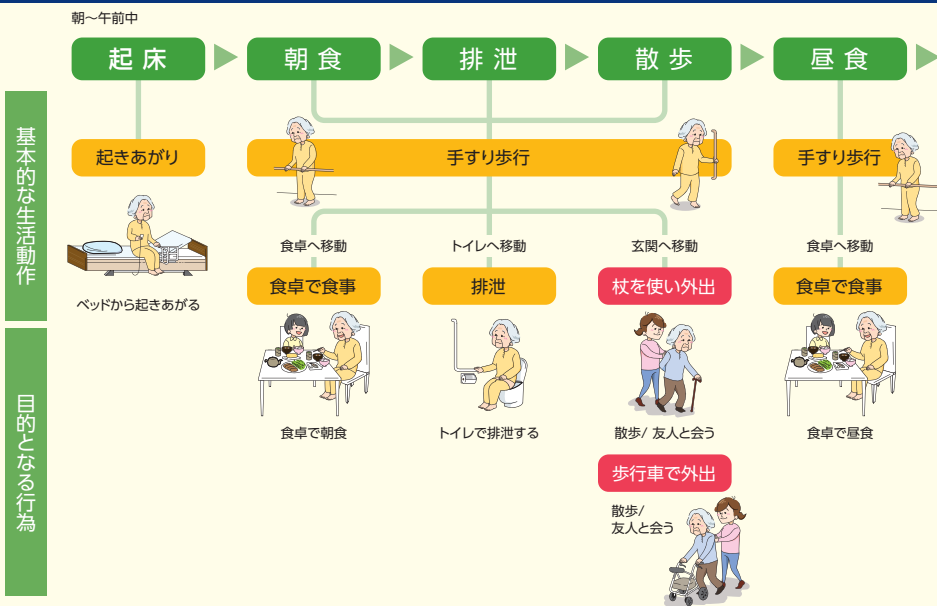 朝～午前中
起床
朝食
排泄
散歩
昼食
基本的な生活動作
起きあがり
手すり歩行
手すり歩行
ベッドから起きあがる
食卓へ移動
トイレへ移動
玄関へ移動
食卓へ移動
食卓で食事
排泄
杖を使い外出
食卓で食事
目的となる行為
食卓で朝食
トイレで排泄する
散歩/ 友人と会う
食卓で昼食
歩行車で外出
散歩/
友人と会う